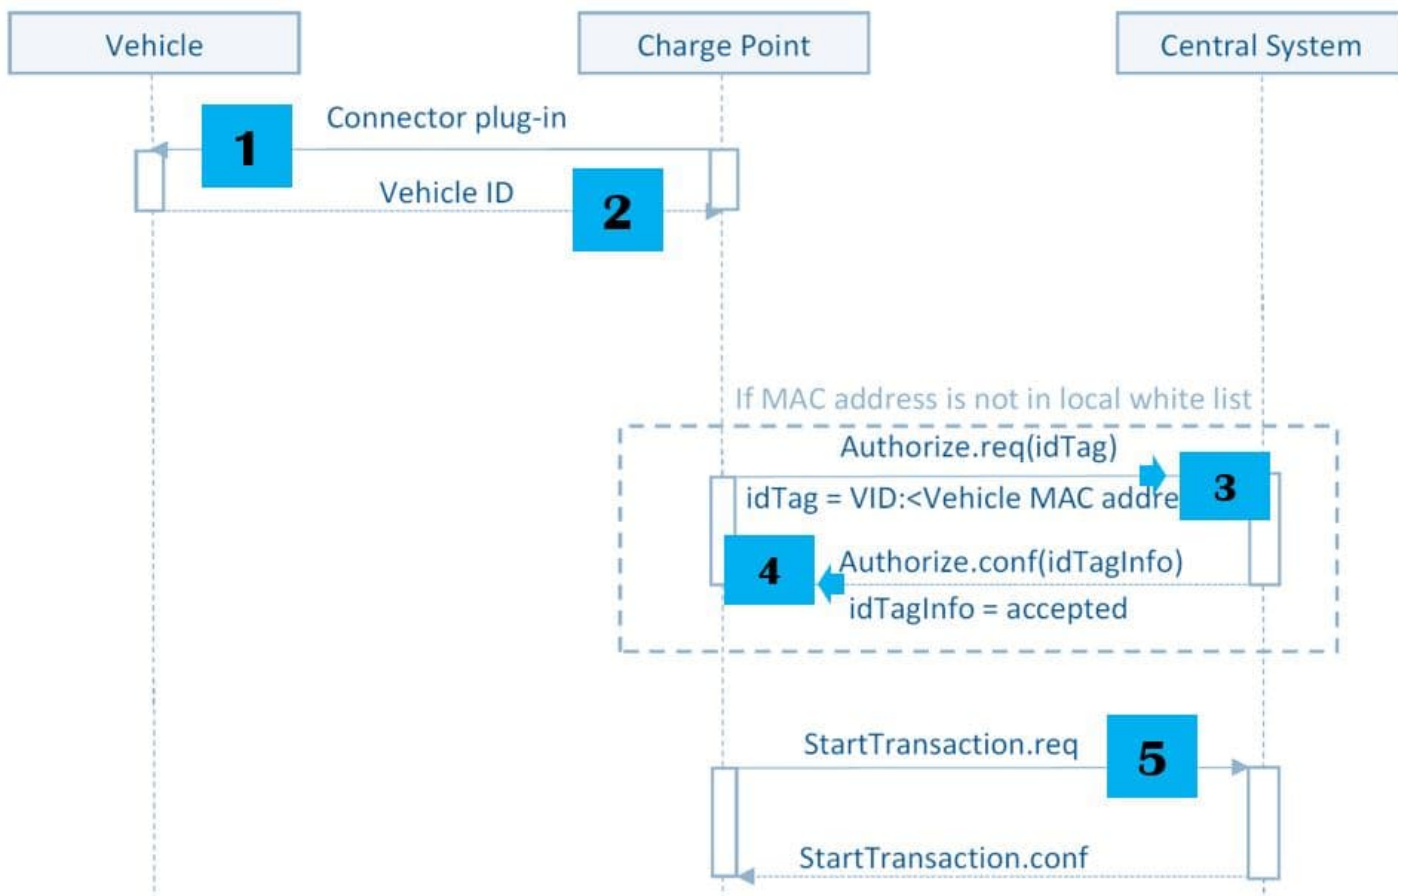 Vehicle
Charge Point
Central System
Connector plug-in
1
Vehicle ID
2
If MAC address is not in local white list
Authorize.req(idTag)
3
idTag = VID:<Vehicle MAC addre
4
Authorize.conf(idTagInfo)
idTagInfo = accepted
StartTransaction.req
5
StartTransaction.conf